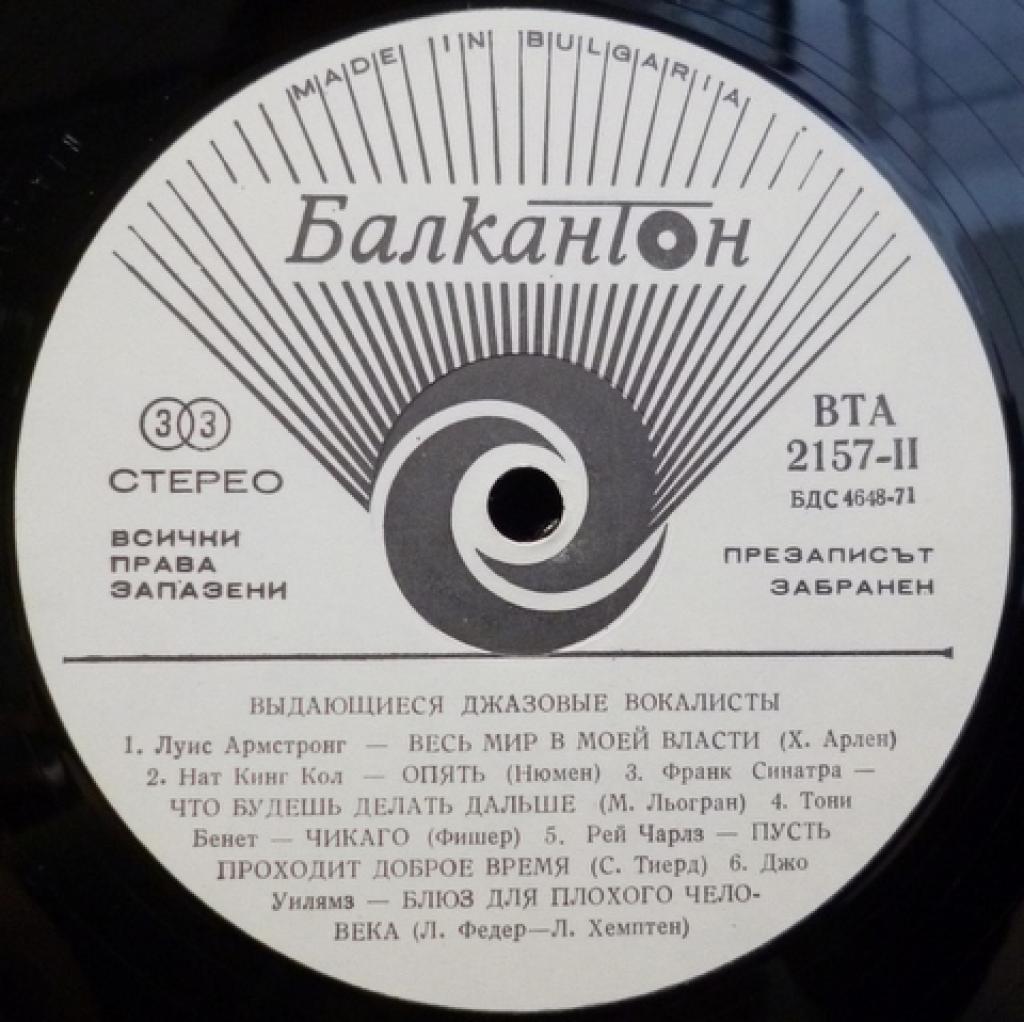 MADE IN BULGARIA
Балкантон
33
СТЕРЕО
ВСИЧКИ
ПРАВА
ЗАПАЗЕНИ
ВТА
2157-II
БДС 4648-71
ПРЕЗАПИСЪТ
ЗАБРАНЕН
ВЫДАЮЩИЕСЯ ДЖАЗОВЫЕ ВОКАЛИСТЫ
1. Луис Армстронг — ВЕСЬ МИР В МОЕЙ ВЛАСТИ (Х. Арлен)
2. Нат Кинг Кол — ОПЯТЬ (Нюмен) 3. Франк Синатра —
ЧТО БУДЕШЬ ДЕЛАТЬ ДАЛЬШЕ (М. Льогран) 4. Тони
Бенет — ЧИКАГО (Фишер) 5. Рей Чарлз — ПУСТЬ
ПРОХОДИТ ДОБРОЕ ВРЕМЯ (С. Тиерд) 6. Джо
Уилямз — БЛЮЗ ДЛЯ ПЛОХОГО ЧЕЛО-
ВЕКА (Л. Федер—Л. Хемптен)